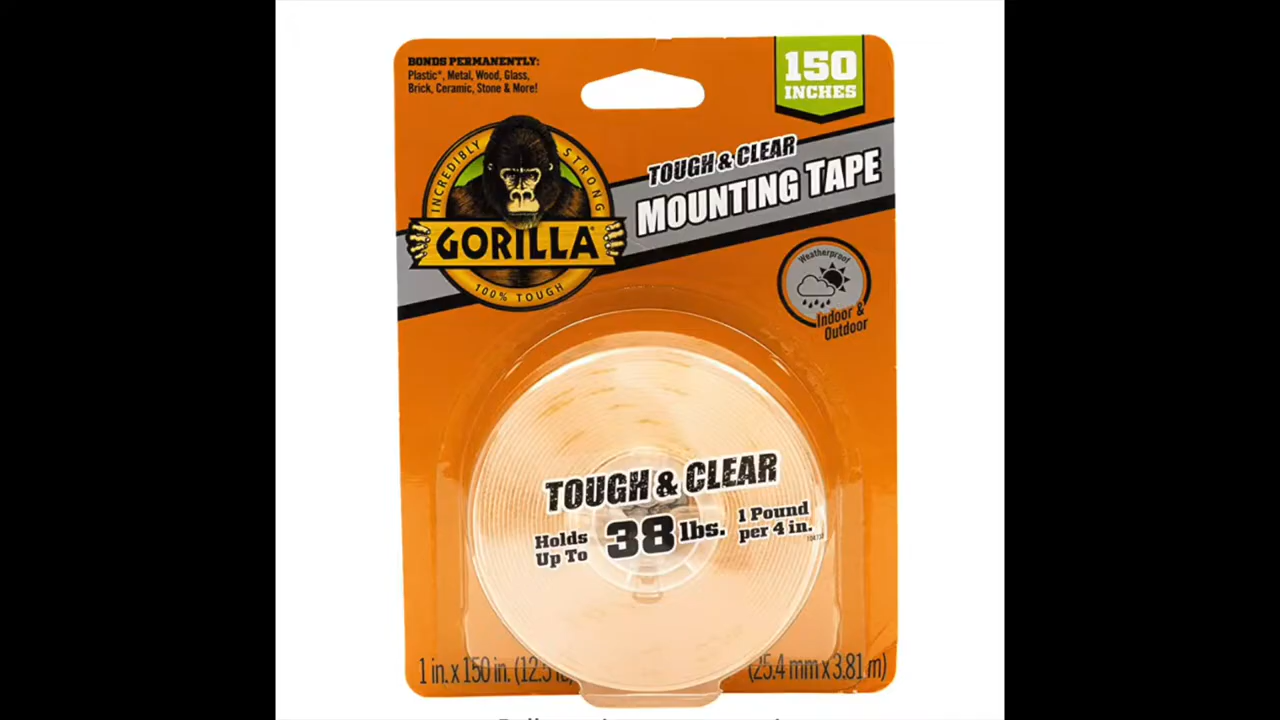 BONDS PERMANENTLY:
Plastic*, Metal, Wood, Glass,
Brick, Ceramic, Stone & More!
150
INCHES
INCREDIBLY STRONG
GORILLA®
100% TOUGH
TOUGH & CLEAR
MOUNTING TAPE
Weatherproof
Indoor &
Outdoor
TOUGH & CLEAR
Holds
Up To
38 lbs.
1 Pound
per 4 in.
1 in. x 150 in. (12.5
(25.4 mm x 3.81 m)